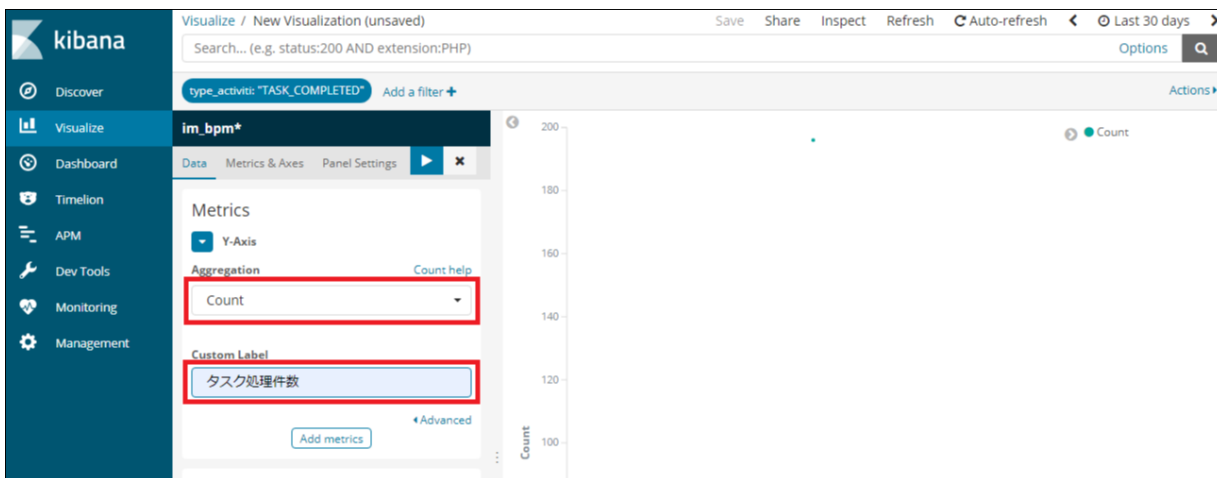 kibana
Discover
Visualize
Dashboard
Timelion
APM
Dev Tools
Monitoring
Management
Visualize / New Visualization (unsaved)
Save Share Inspect Refresh Auto-refresh Last 30 days
Search... (e.g. status:200 AND extension:PHP)
Options
type_activiti: "TASK_COMPLETED" Add a filter
Actions
im_bpm*
Data Metrics & Axes Panel Settings
Metrics
Y-Axis
Aggregation Count help
Count
Custom Label
タスク処理件数
Advanced
Add metrics
Count
200
180
160
140
120
100
Count